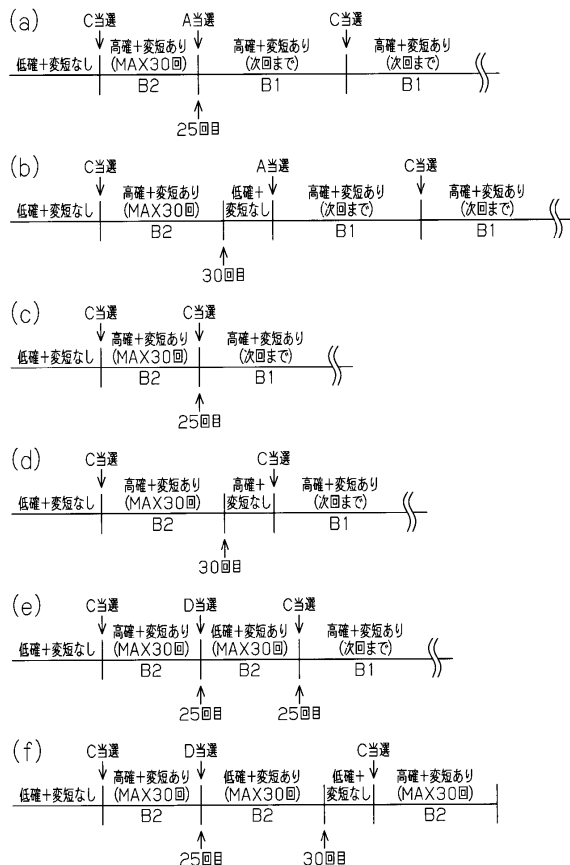 (a)
C当選 A当選 C当選
低確+変短なし 高確+変短あり (MAX30回) 高確+変短あり (次回まで) 高確+変短あり (次回まで)
B2 B1 B1
25回目
(b)
C当選 A当選 C当選
低確+変短なし 高確+変短あり (MAX30回) 低確+ 変短なし 高確+変短あり (次回まで) 高確+変短あり (次回まで)
B2 B1 B1
30回目
(c)
C当選 C当選
低確+変短なし 高確+変短あり (MAX30回) 高確+変短あり (次回まで)
B2 B1
25回目
(d)
C当選 C当選
低確+変短なし 高確+変短あり (MAX30回) 高確+ 変短なし 高確+変短あり (次回まで)
B2 B1
30回目
(e)
C当選 D当選 C当選
低確+変短なし 高確+変短あり (MAX30回) 低確+変短あり (MAX30回) 高確+変短あり (次回まで)
B2 B2 B1
25回目 25回目
(f)
C当選 D当選 C当選
低確+変短なし 高確+変短あり (MAX30回) 低確+変短あり (MAX30回) 低確+ 変短なし 高確+変短あり (MAX30回)
B2 B2 B2
25回目 30回目